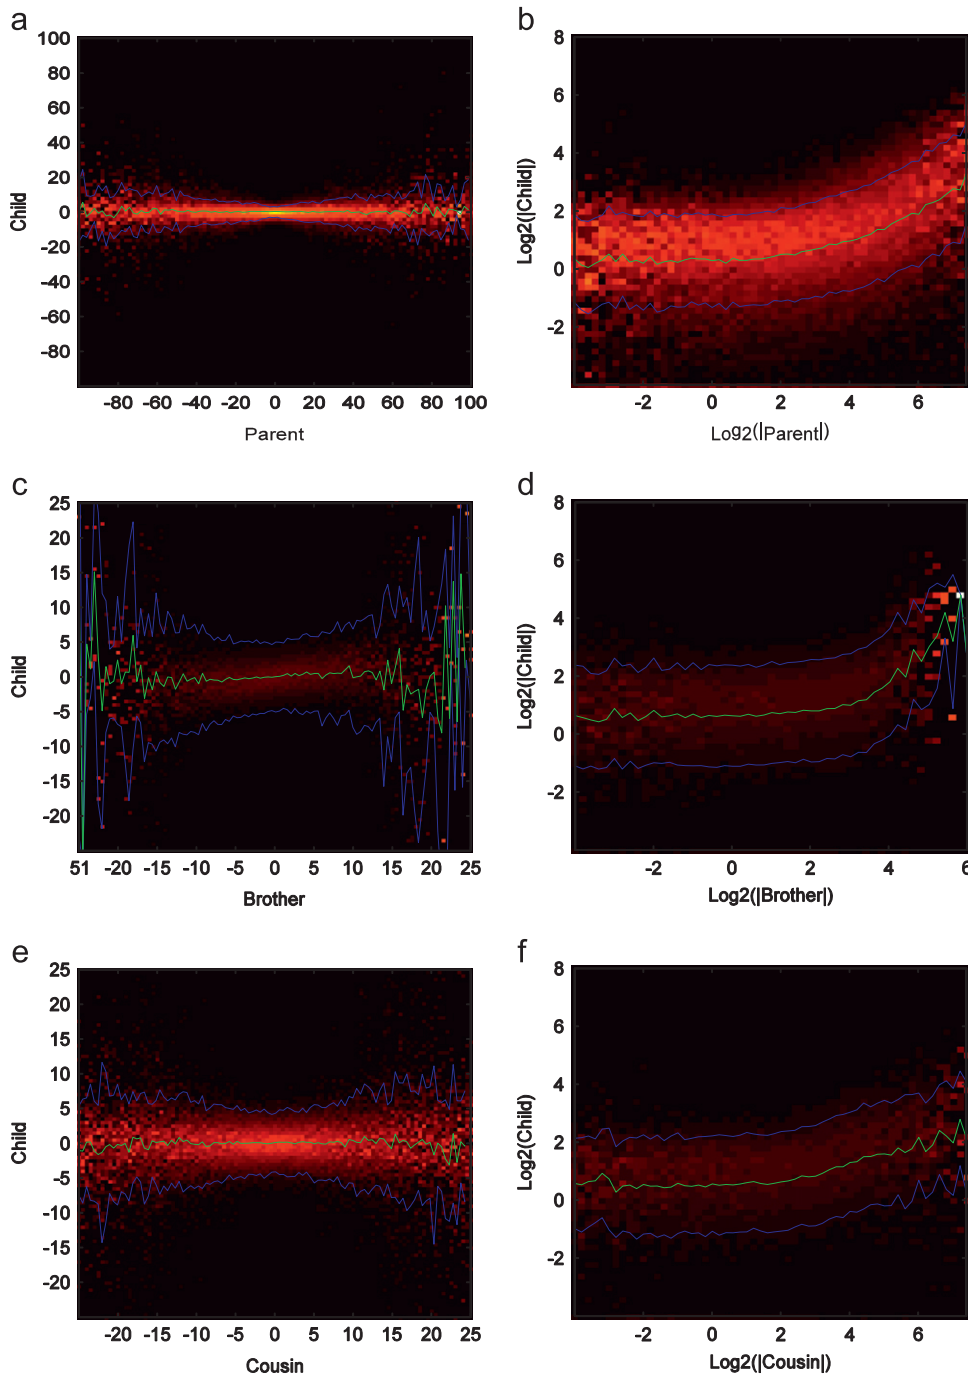 a
100
80
60
40
20
0
-20
-40
-60
-80
Child
-80 -60 -40 -20 0 20 40 60 80 100
Parent
b
8
6
4
2
0
-2
Log2(|Child|)
-2 0 2 4 6
Log2(|Parent|)
c
25
20
15
10
5
0
-5
-10
-15
-20
Child
51 -20 -15 -10 -5 0 5 10 15 20 25
Brother
d
8
6
4
2
0
-2
Log2(|Child|)
-2 0 2 4 6
Log2(|Brother|)
e
25
20
15
10
5
0
-5
-10
-15
-20
Child
-20 -15 -10 -5 0 5 10 15 20 25
Cousin
f
8
6
4
2
0
-2
Log2(Child)
-2 0 2 4 6
Log2(|Cousin|)